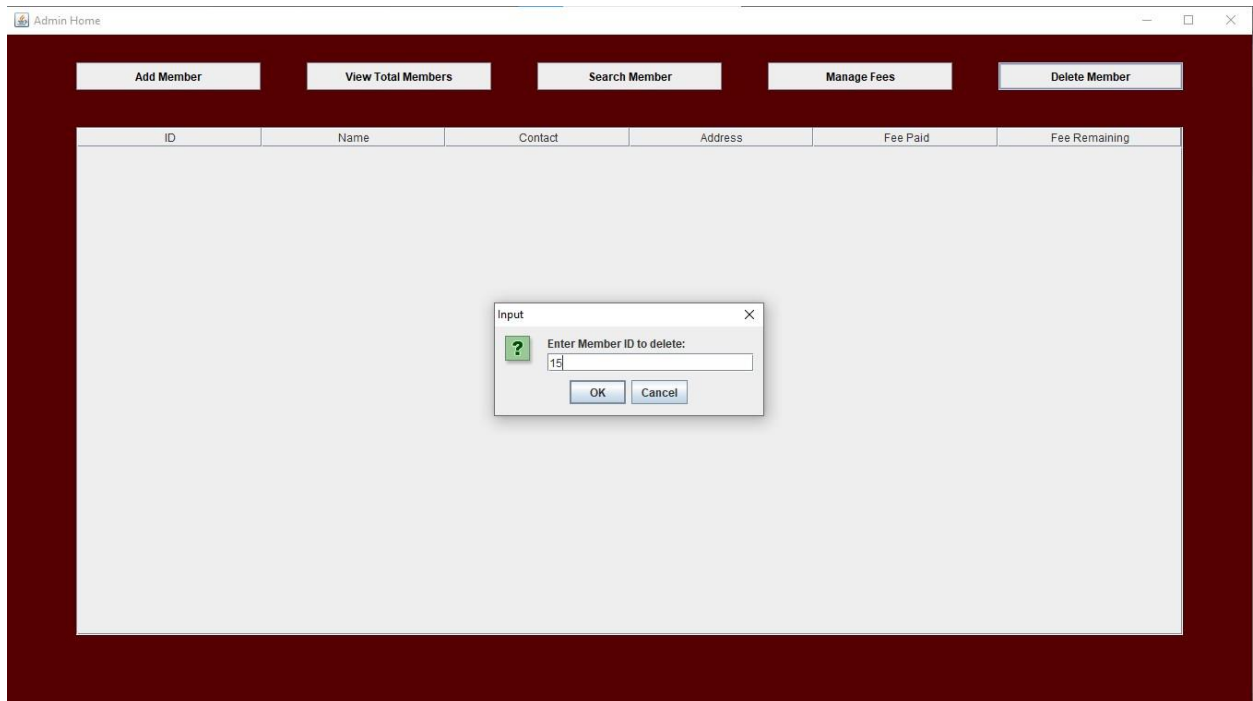 Admin Home
Add Member View Total Members Search Member Manage Fees Delete Member
ID Name Contact Address Fee Paid Fee Remaining
Input
?
Enter Member ID to delete:
15
OK Cancel